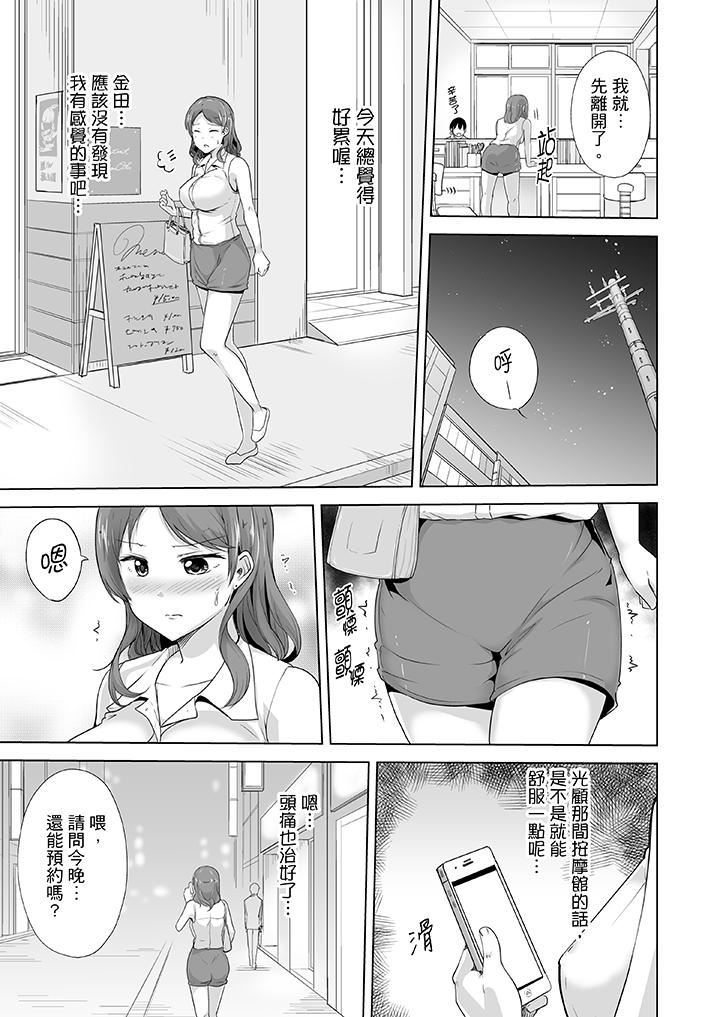 我就…
先離開了。
辛苦了
站起
呼—
今天總覺得
好累喔…
金田…
應該沒有發現
我有感覺的事吧…
Menu
顫慄
顫慄
嗯
光顧那間按摩館的話，
是不是就能
舒服一點呢…
滑
嗯…
頭痛也治好了…
喂，
請問今晚…
還能預約嗎？